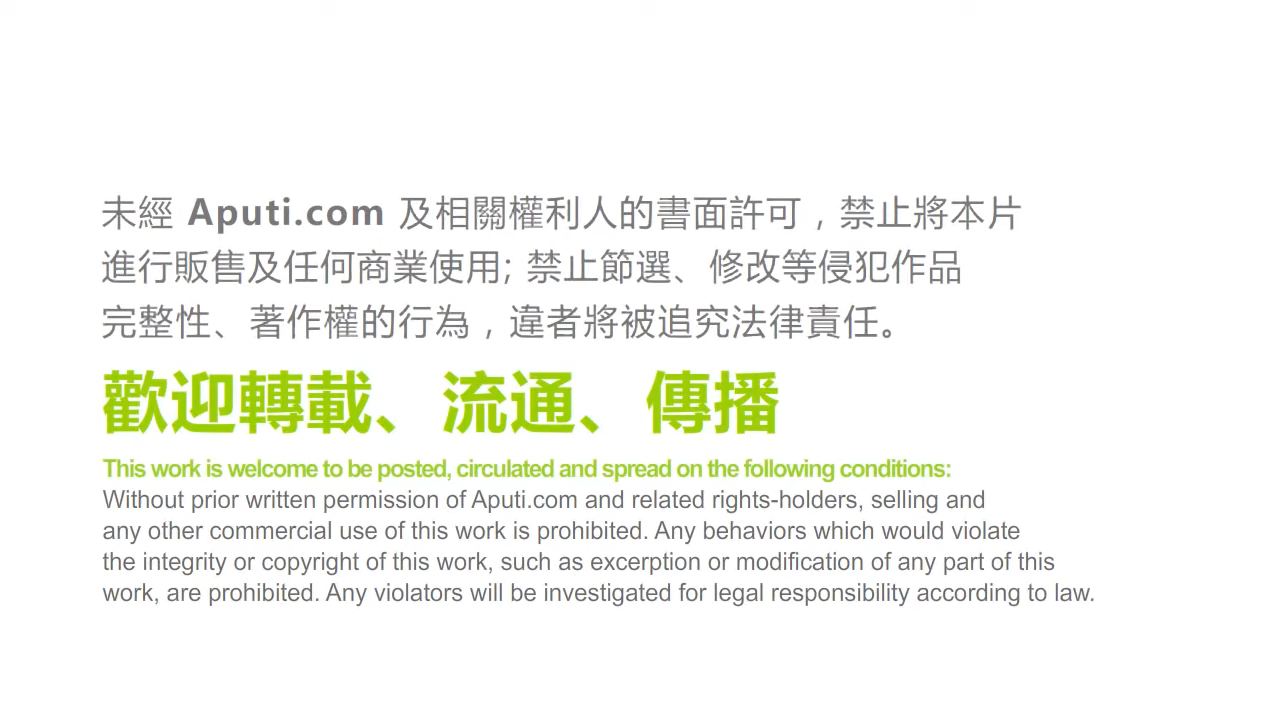 未經 Aputi.com 及相關權利人的書面許可，禁止將本片
進行販售及任何商業使用; 禁止節選、修改等侵犯作品
完整性、著作權的行為，違者將被追究法律責任。
歡迎轉載、流通、傳播
This work is welcome to be posted, circulated and spread on the following conditions:
Without prior written permission of Aputi.com and related rights-holders, selling and
any other commercial use of this work is prohibited. Any behaviors which would violate
the integrity or copyright of this work, such as excerption or modification of any part of this
work, are prohibited. Any violators will be investigated for legal responsibility according to law.